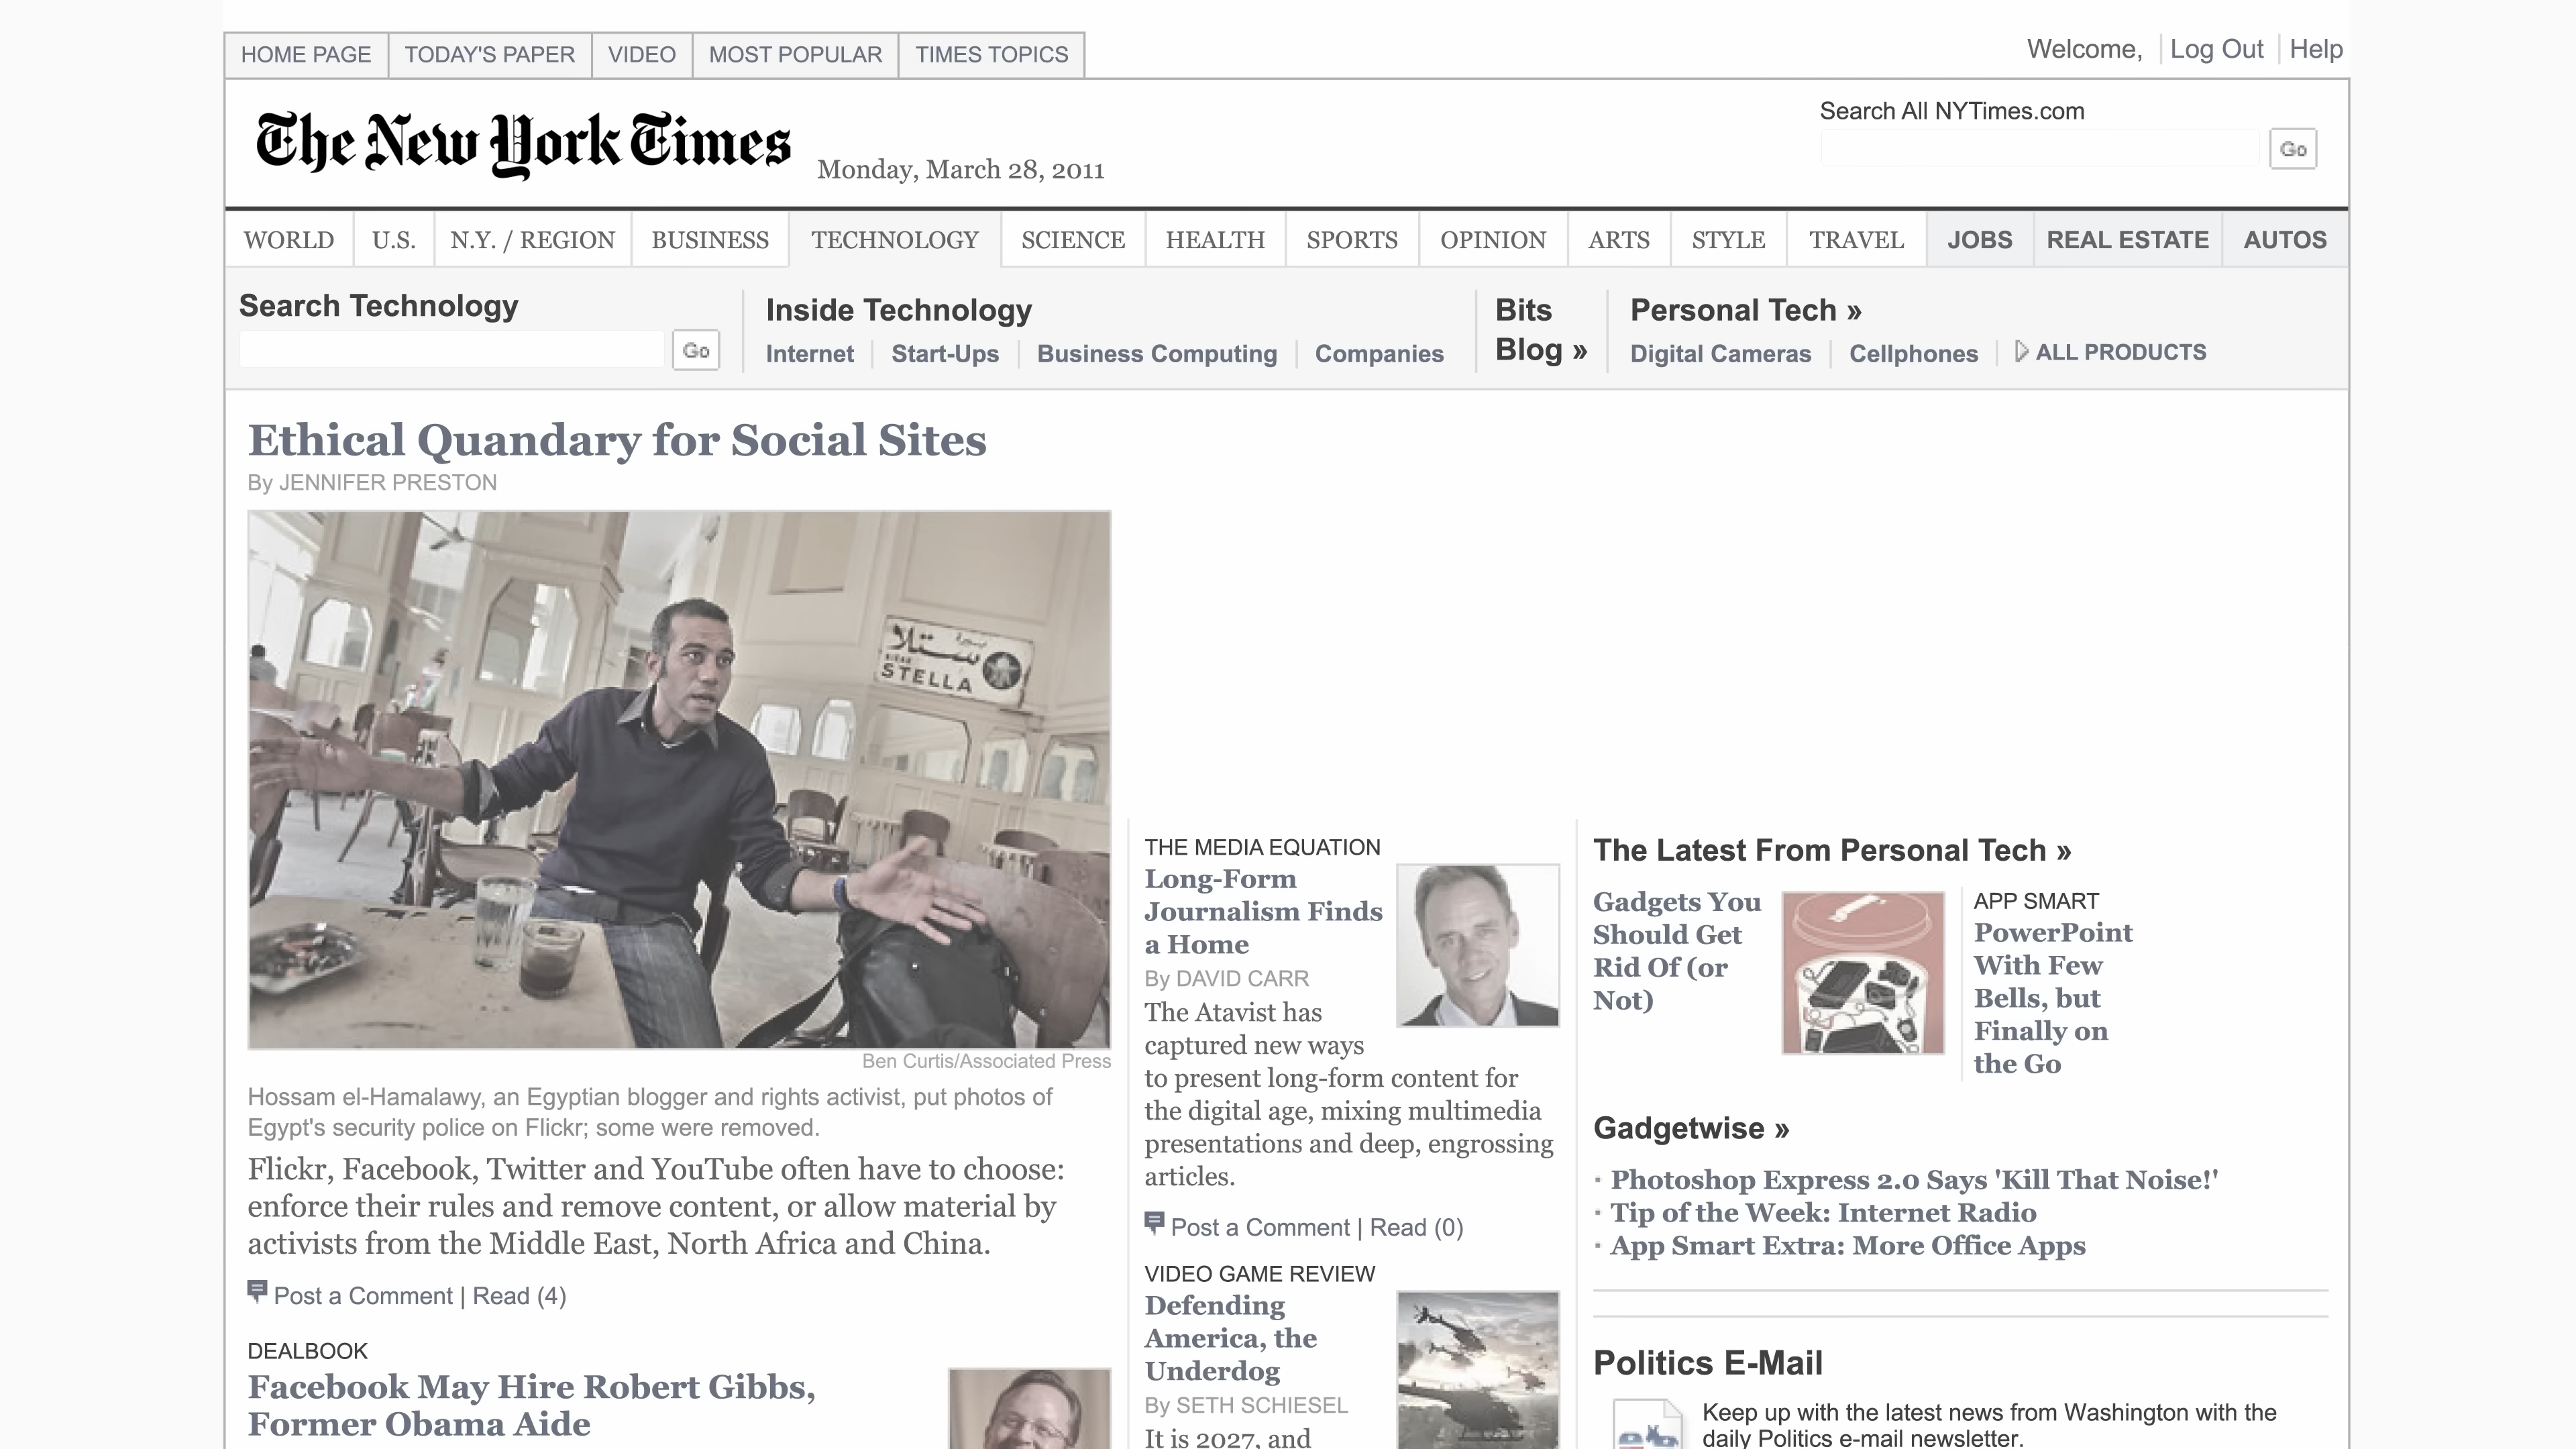 HOME PAGE TODAY'S PAPER VIDEO MOST POPULAR TIMES TOPICS
Welcome, Log Out Help
The New York Times
Monday, March 28, 2011
Search All NYTimes.com
Go
WORLD U.S. N.Y. / REGION BUSINESS TECHNOLOGY SCIENCE HEALTH SPORTS OPINION ARTS STYLE TRAVEL JOBS REAL ESTATE AUTOS
Search Technology
Go
Inside Technology
Internet Start-Ups Business Computing Companies
Bits
Blog »
Personal Tech »
Digital Cameras Cellphones ALL PRODUCTS
Ethical Quandary for Social Sites
By JENNIFER PRESTON
بيرة
ستلا
BIERE
STELLA
Ben Curtis/Associated Press
Hossam el-Hamalawy, an Egyptian blogger and rights activist, put photos of
Egypt's security police on Flickr; some were removed.
Flickr, Facebook, Twitter and YouTube often have to choose:
enforce their rules and remove content, or allow material by
activists from the Middle East, North Africa and China.
Post a Comment | Read (4)
DEALBOOK
Facebook May Hire Robert Gibbs,
Former Obama Aide
THE MEDIA EQUATION
Long-Form
Journalism Finds
a Home
By DAVID CARR
The Atavist has
captured new ways
to present long-form content for
the digital age, mixing multimedia
presentations and deep, engrossing
articles.
Post a Comment | Read (0)
VIDEO GAME REVIEW
Defending
America, the
Underdog
By SETH SCHIESEL
It is 2027, and
The Latest From Personal Tech »
Gadgets You
Should Get
Rid Of (or
Not)
APP SMART
PowerPoint
With Few
Bells, but
Finally on
the Go
Gadgetwise »
· Photoshop Express 2.0 Says 'Kill That Noise!'
· Tip of the Week: Internet Radio
· App Smart Extra: More Office Apps
Politics E-Mail
Keep up with the latest news from Washington with the
daily Politics e-mail newsletter.